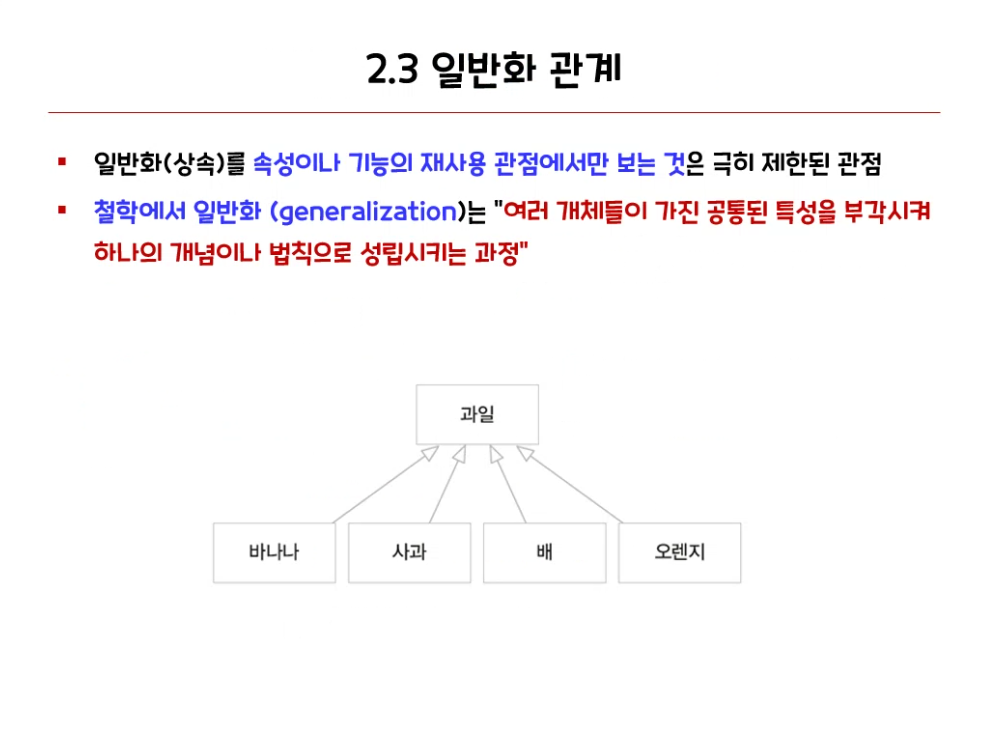 2.3 일반화 관계
일반화(상속)를 속성이나 기능의 재사용 관점에서만 보는 것은 극히 제한된 관점
철학에서 일반화 (generalization)는 "여러 개체들이 가진 공통된 특성을 부각시켜
하나의 개념이나 법칙으로 성립시키는 과정"
과일
바나나
사과
배
오렌지